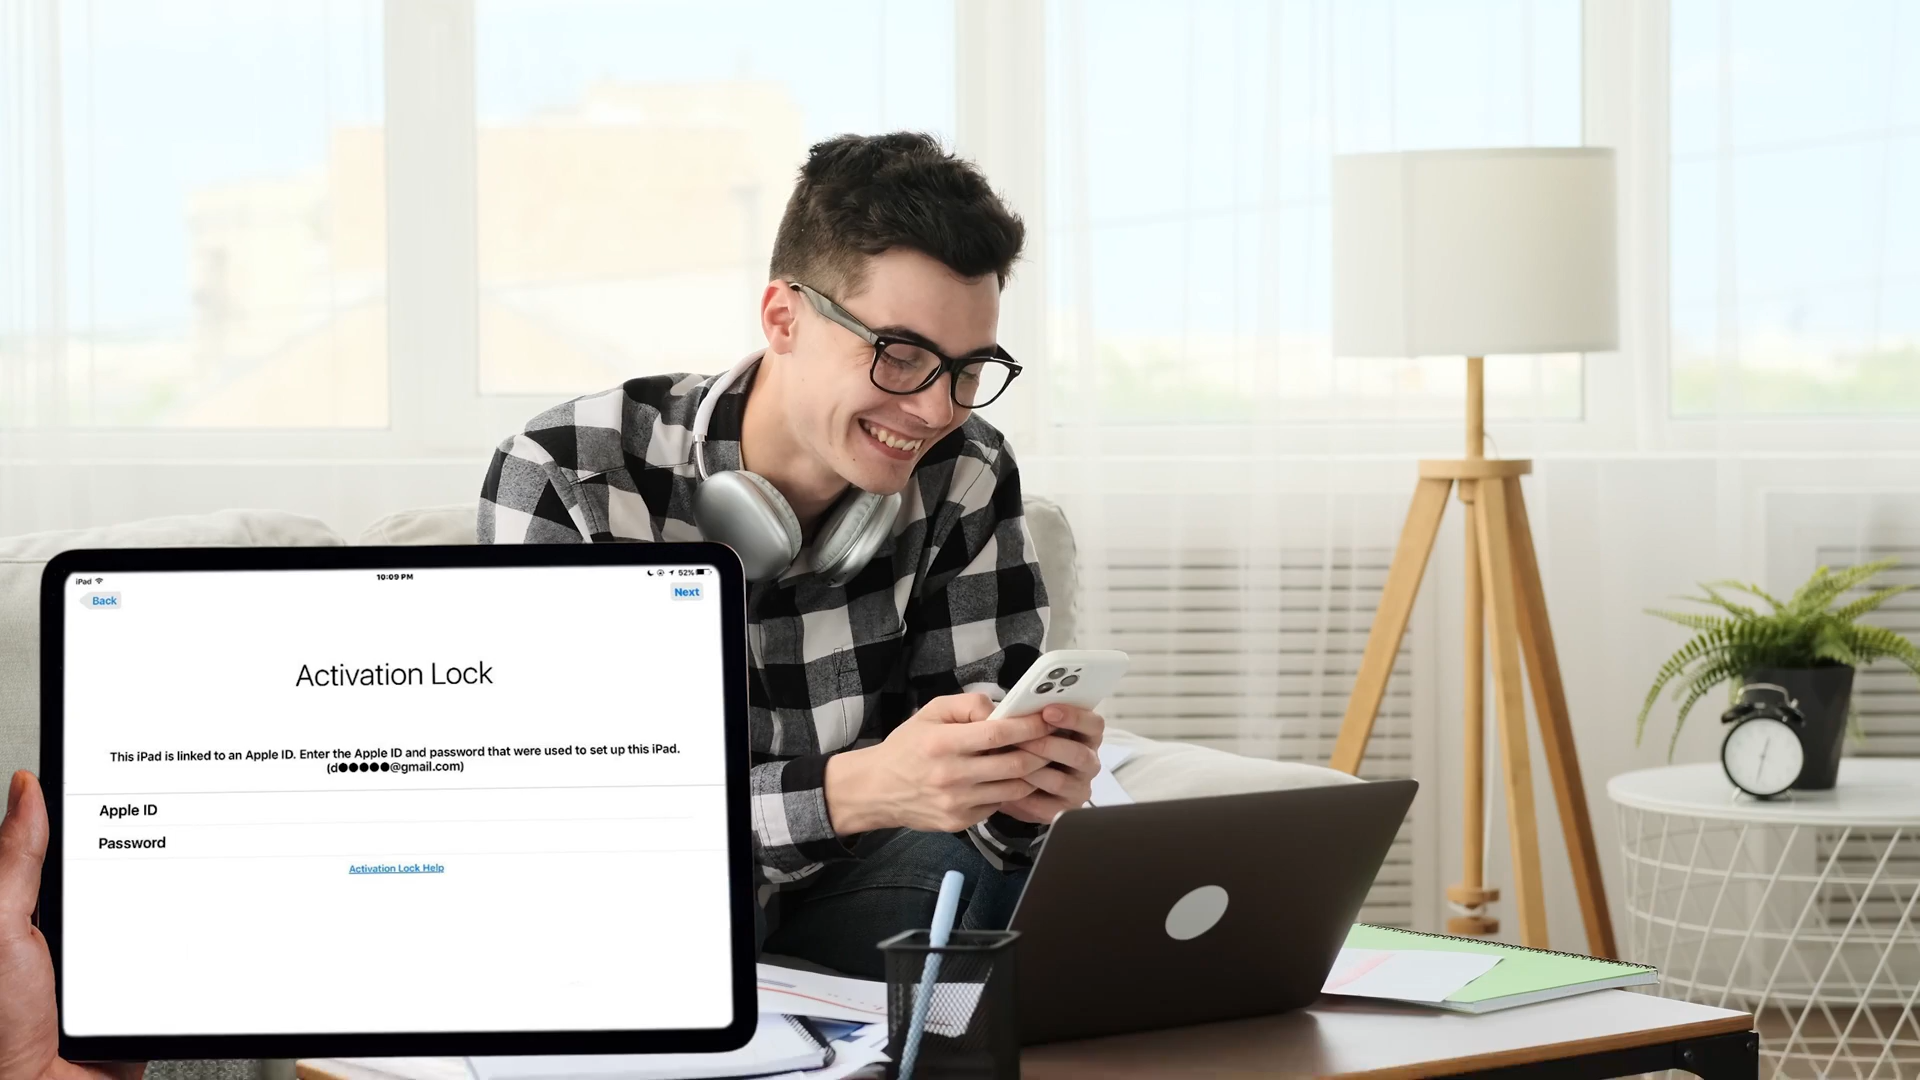 iPad
10:09 PM
52%
Back
Next
Activation Lock
This iPad is linked to an Apple ID. Enter the Apple ID and password that were used to set up this iPad.
(d●●●●●@gmail.com)
Apple ID
Password
Activation Lock Help